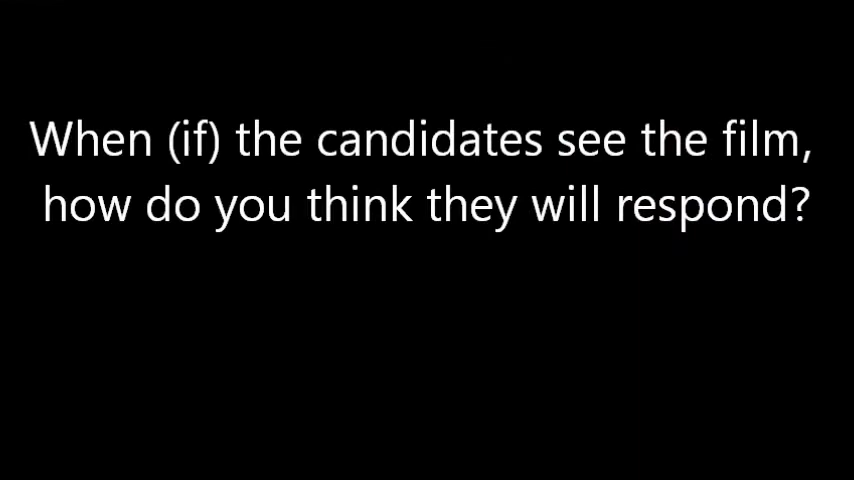 When (if) the candidates see the film,
how do you think they will respond?